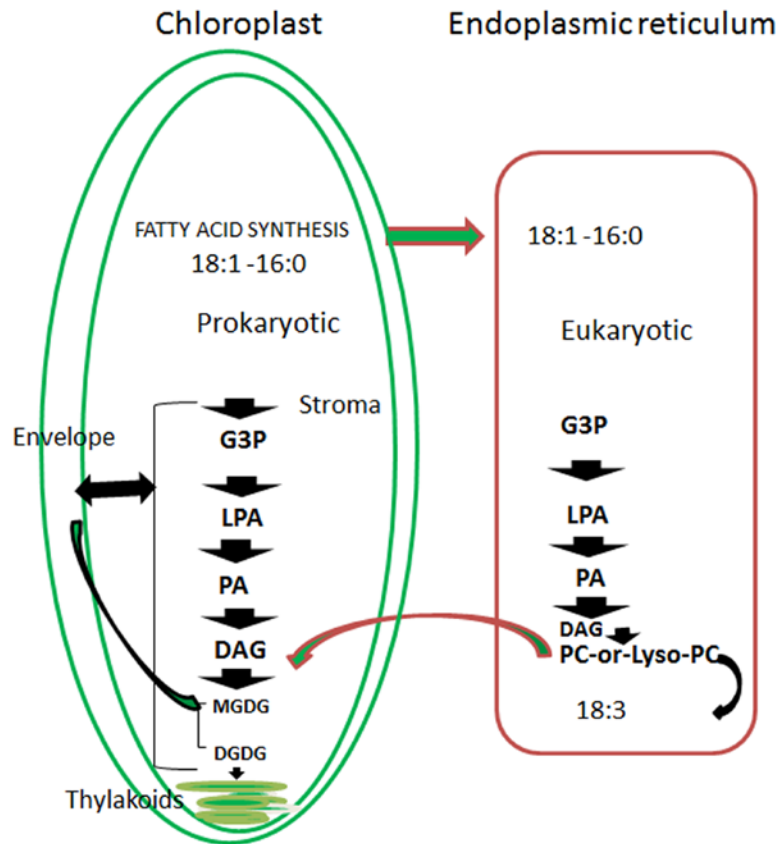 Chloroplast
Endoplasmic reticulum
FATTY ACID SYNTHESIS
18:1 -16:0
Prokaryotic
Stroma
Envelope
G3P
LPA
PA
DAG
MGDG
DGDG
Thylakoids
18:1 -16:0
Eukaryotic
G3P
LPA
PA
DAG
PC-or-Lyso-PC
18:3